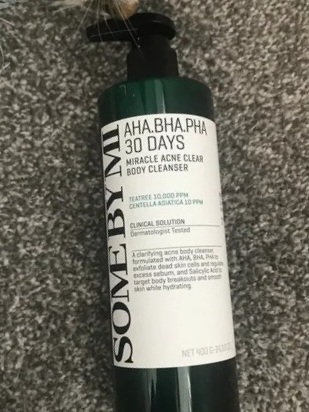 SOME BY MI
AHA.BHA.PHA
30 DAYS
MIRACLE ACNE CLEAR
BODY CLEANSER
TEATREE 10,000 PPM
CENTELLA ASIATICA 10 PPM
CLINICAL SOLUTION
Dermatologist Tested
A clarifying acne body cleanser
formulated with AHA, BHA, PHA to
exfoliate dead skin cells and regulate
excess sebum, and Salicylic Acid to
target body breakouts and smooth
skin while hydrating.
NET 400 G